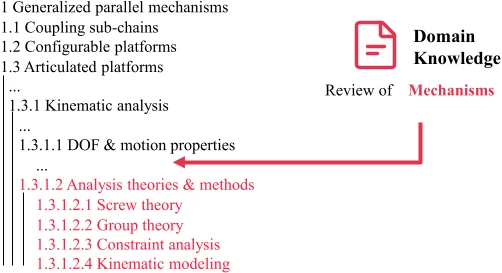 1 Generalized parallel mechanisms
1.1 Coupling sub-chains
1.2 Configurable platforms
1.3 Articulated platforms
...
1.3.1 Kinematic analysis
...
1.3.1.1 DOF & motion properties
...
1.3.1.2 Analysis theories & methods
1.3.1.2.1 Screw theory
1.3.1.2.2 Group theory
1.3.1.2.3 Constraint analysis
1.3.1.2.4 Kinematic modeling
Domain
Knowledge
Review of Mechanisms